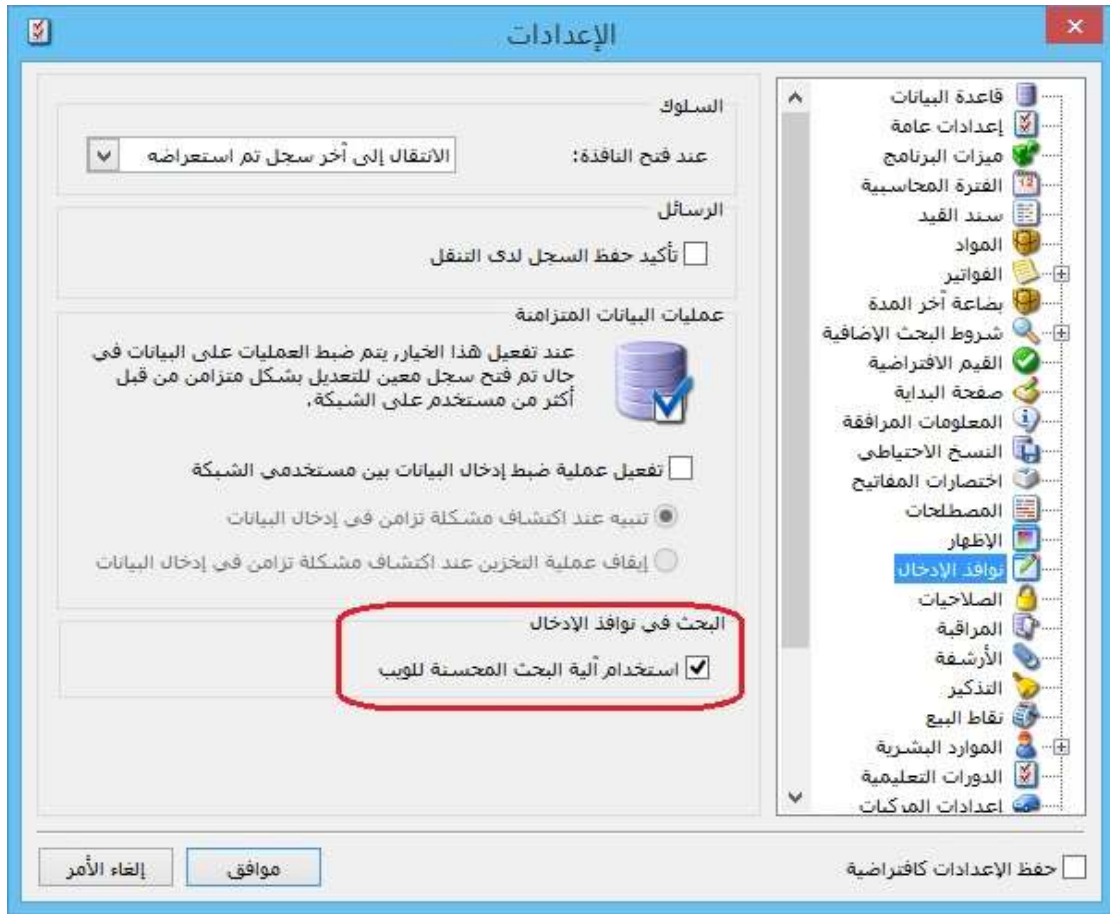 الإعدادات
قاعدة البيانات
إعدادات عامة
ميزات البرنامج
الفترة المحاسبية
12
سند القيد
المواد
الفواتير
بضاعة آخر المدة
شروط البحث الإضافية
القيم الافتراضية
صفحة البداية
المعلومات المرافقة
النسخ الاحتياطي
اختصارات المفاتيح
المصطلحات
الإظهار
نوافذ الإدخال
الصلاحيات
المراقبة
الأرشفة
التذكير
نقاط البيع
الموارد البشرية
الدورات التعليمية
إعدادات المركبات
السلوك
عند فتح النافذة: الانتقال إلى آخر سجل تم استعراضه
الرسائل
تأكيد حفظ السجل لدى التنقل
عمليات البيانات المتزامنة
عند تفعيل هذا الخيار, يتم ضبط العمليات على البيانات في
حال تم فتح سجل معين للتعديل بشكل متزامن من قبل
أكثر من مستخدم على الشبكة.
تفعيل عملية ضبط إدخال البيانات بين مستخدمي الشبكة
تنبيه عند اكتشاف مشكلة تزامن في إدخال البيانات
إيقاف عملية التخزين عند اكتشاف مشكلة تزامن في إدخال البيانات
البحث في نوافذ الإدخال
استخدام آلية البحث المحسنة للويب
حفظ الإعدادات كافتراضية
موافق
إلغاء الأمر